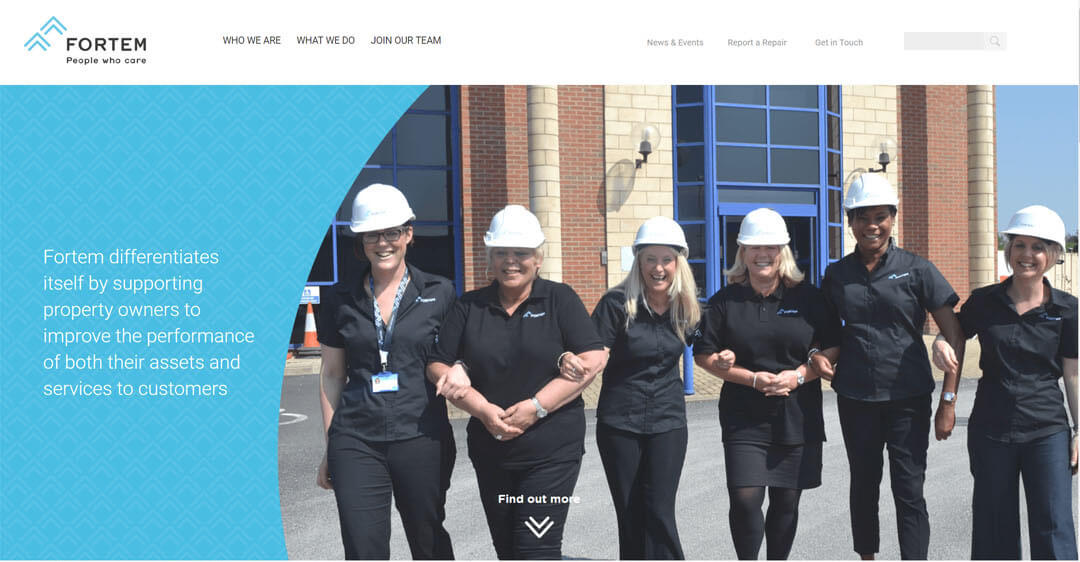 FORTEM
People who care
WHO WE ARE
WHAT WE DO
JOIN OUR TEAM
News & Events
Report a Repair
Get in Touch
Fortem differentiates
itself by supporting
property owners to
improve the performance
of both their assets and
services to customers
Find out more